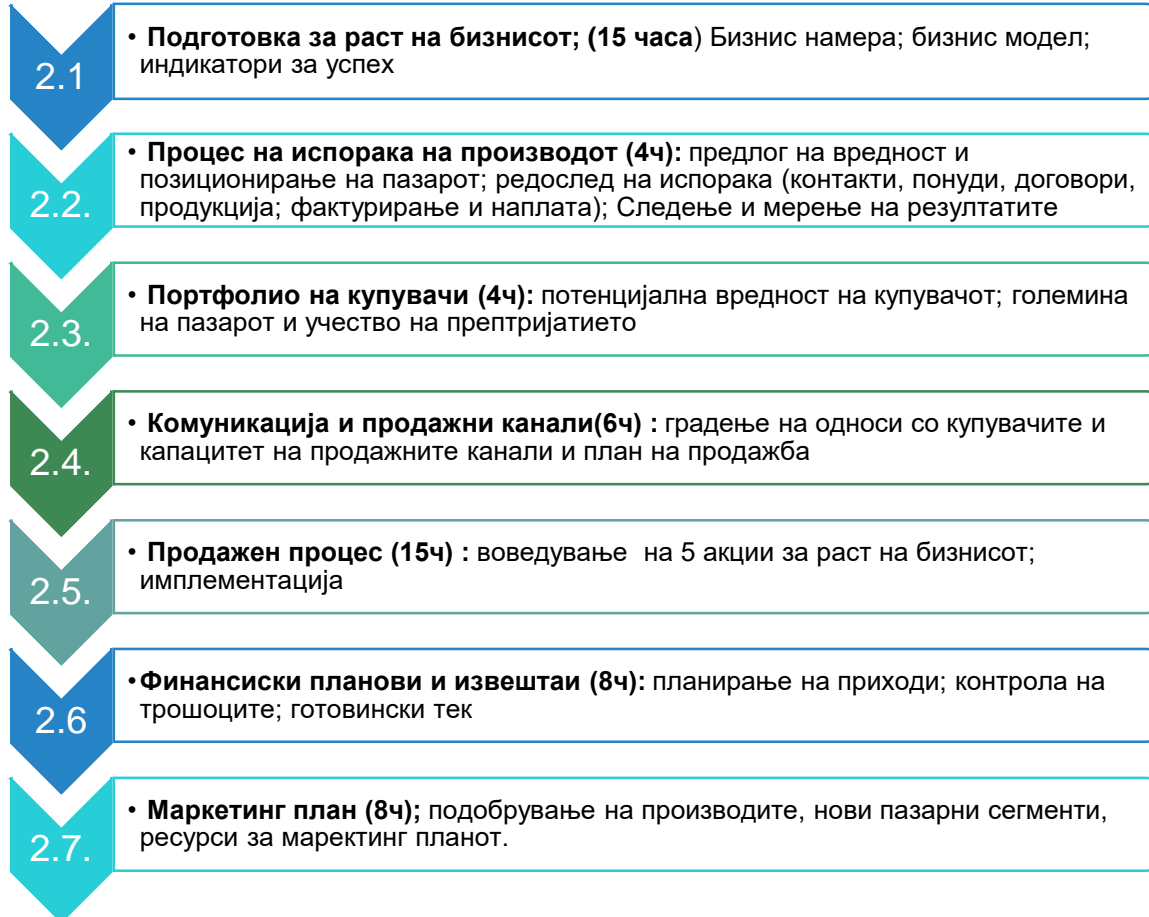 2.1
• Подготовка за раст на бизнисот; (15 часа) Бизнис намера; бизнис модел;
индикатори за успех
2.2.
• Процес на испорака на производот (4ч): предлог на вредност и
позиционирање на пазарот; редослед на испорака (контакти, понуди, договори,
продукција; фактурирање и наплата); Следење и мерење на резултатите
2.3.
• Портфолио на купувачи (4ч): потенцијална вредност на купувачот; големина
на пазарот и учество на прептријатието
2.4.
• Комуникација и продажни канали(6ч) : градење на односи со купувачите и
капацитет на продажните канали и план на продажба
2.5.
• Продажен процес (15ч) : воведување  на 5 акции за раст на бизнисот;
имплементација
2.6
•Финансиски планови и извештаи (8ч): планирање на приходи; контрола на
трошоците; готовински тек
2.7.
• Маркетинг план (8ч); подобрување на производите, нови пазарни сегменти,
ресурси за маректинг планот.